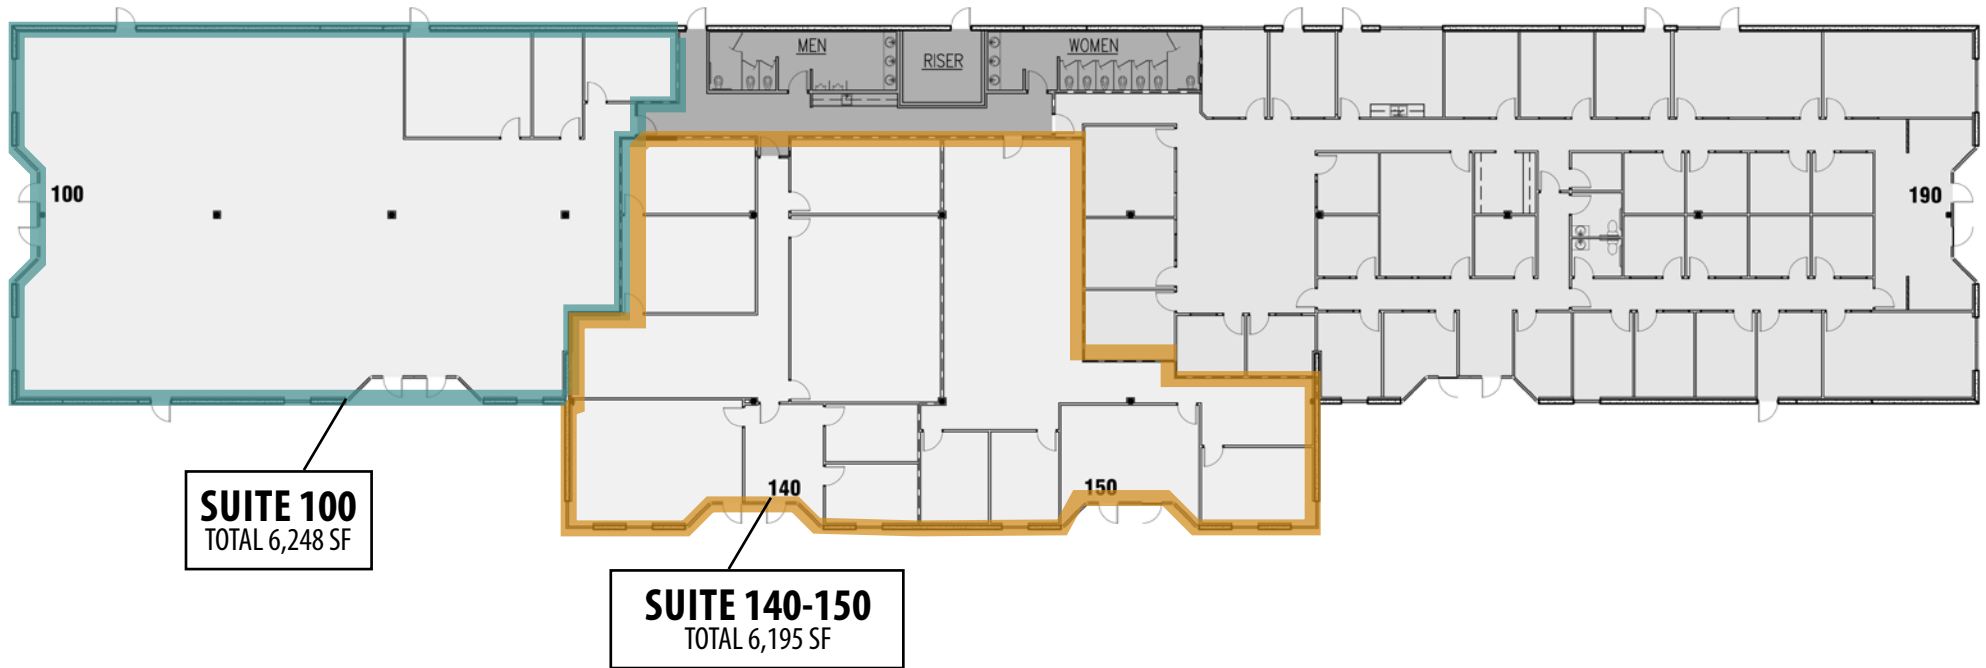 MEN
RISER
WOMEN
100
190
140
150
SUITE 100
TOTAL 6,248 SF
SUITE 140-150
TOTAL 6,195 SF